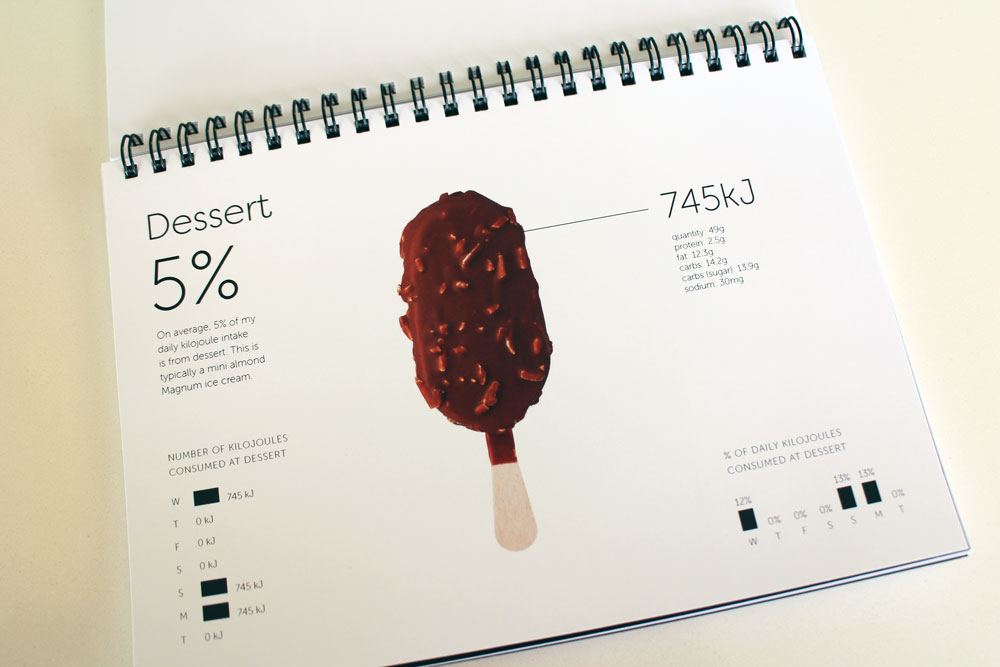 Dessert
5%
On average, 5% of my
daily kilojoule intake
is from dessert. This is
typically a mini almond
Magnum ice cream.
745kJ
quantity: 49g
protein: 2.5g
fat: 12.3g
carbs: 14.2g
carbs (sugar): 13.9g
sodium: 30mg
NUMBER OF KILOJOULES
CONSUMED AT DESSERT
W 745 kJ
T 0 kJ
F 0 kJ
S 0 kJ
S 745 kJ
M 745 kJ
T 0 kJ
% OF DAILY KILOJOULES
CONSUMED AT DESSERT
12% 0% 0% 0% 13% 13% 0%
W T F S S M T